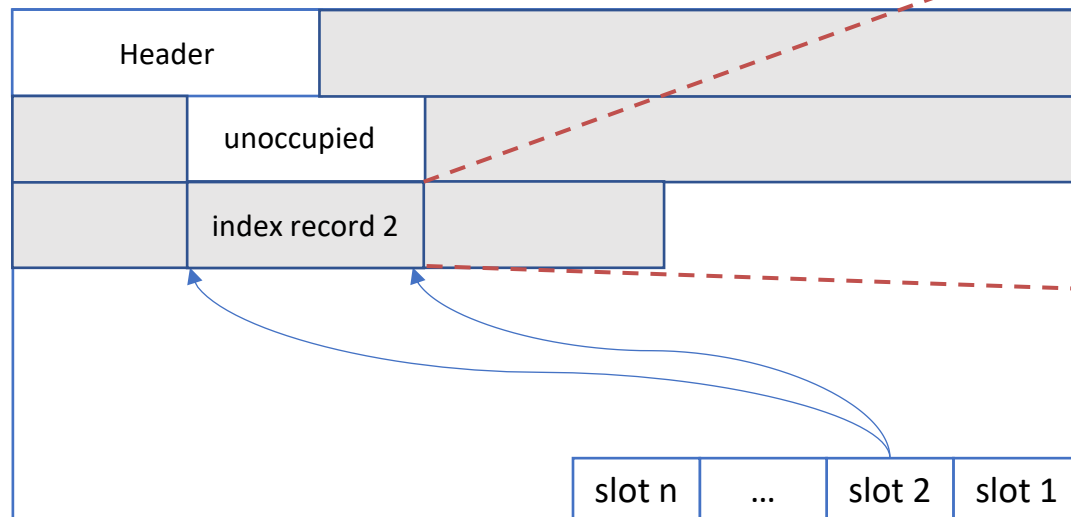 Header
unoccupied
index record 2
slot n ... slot 2 slot 1